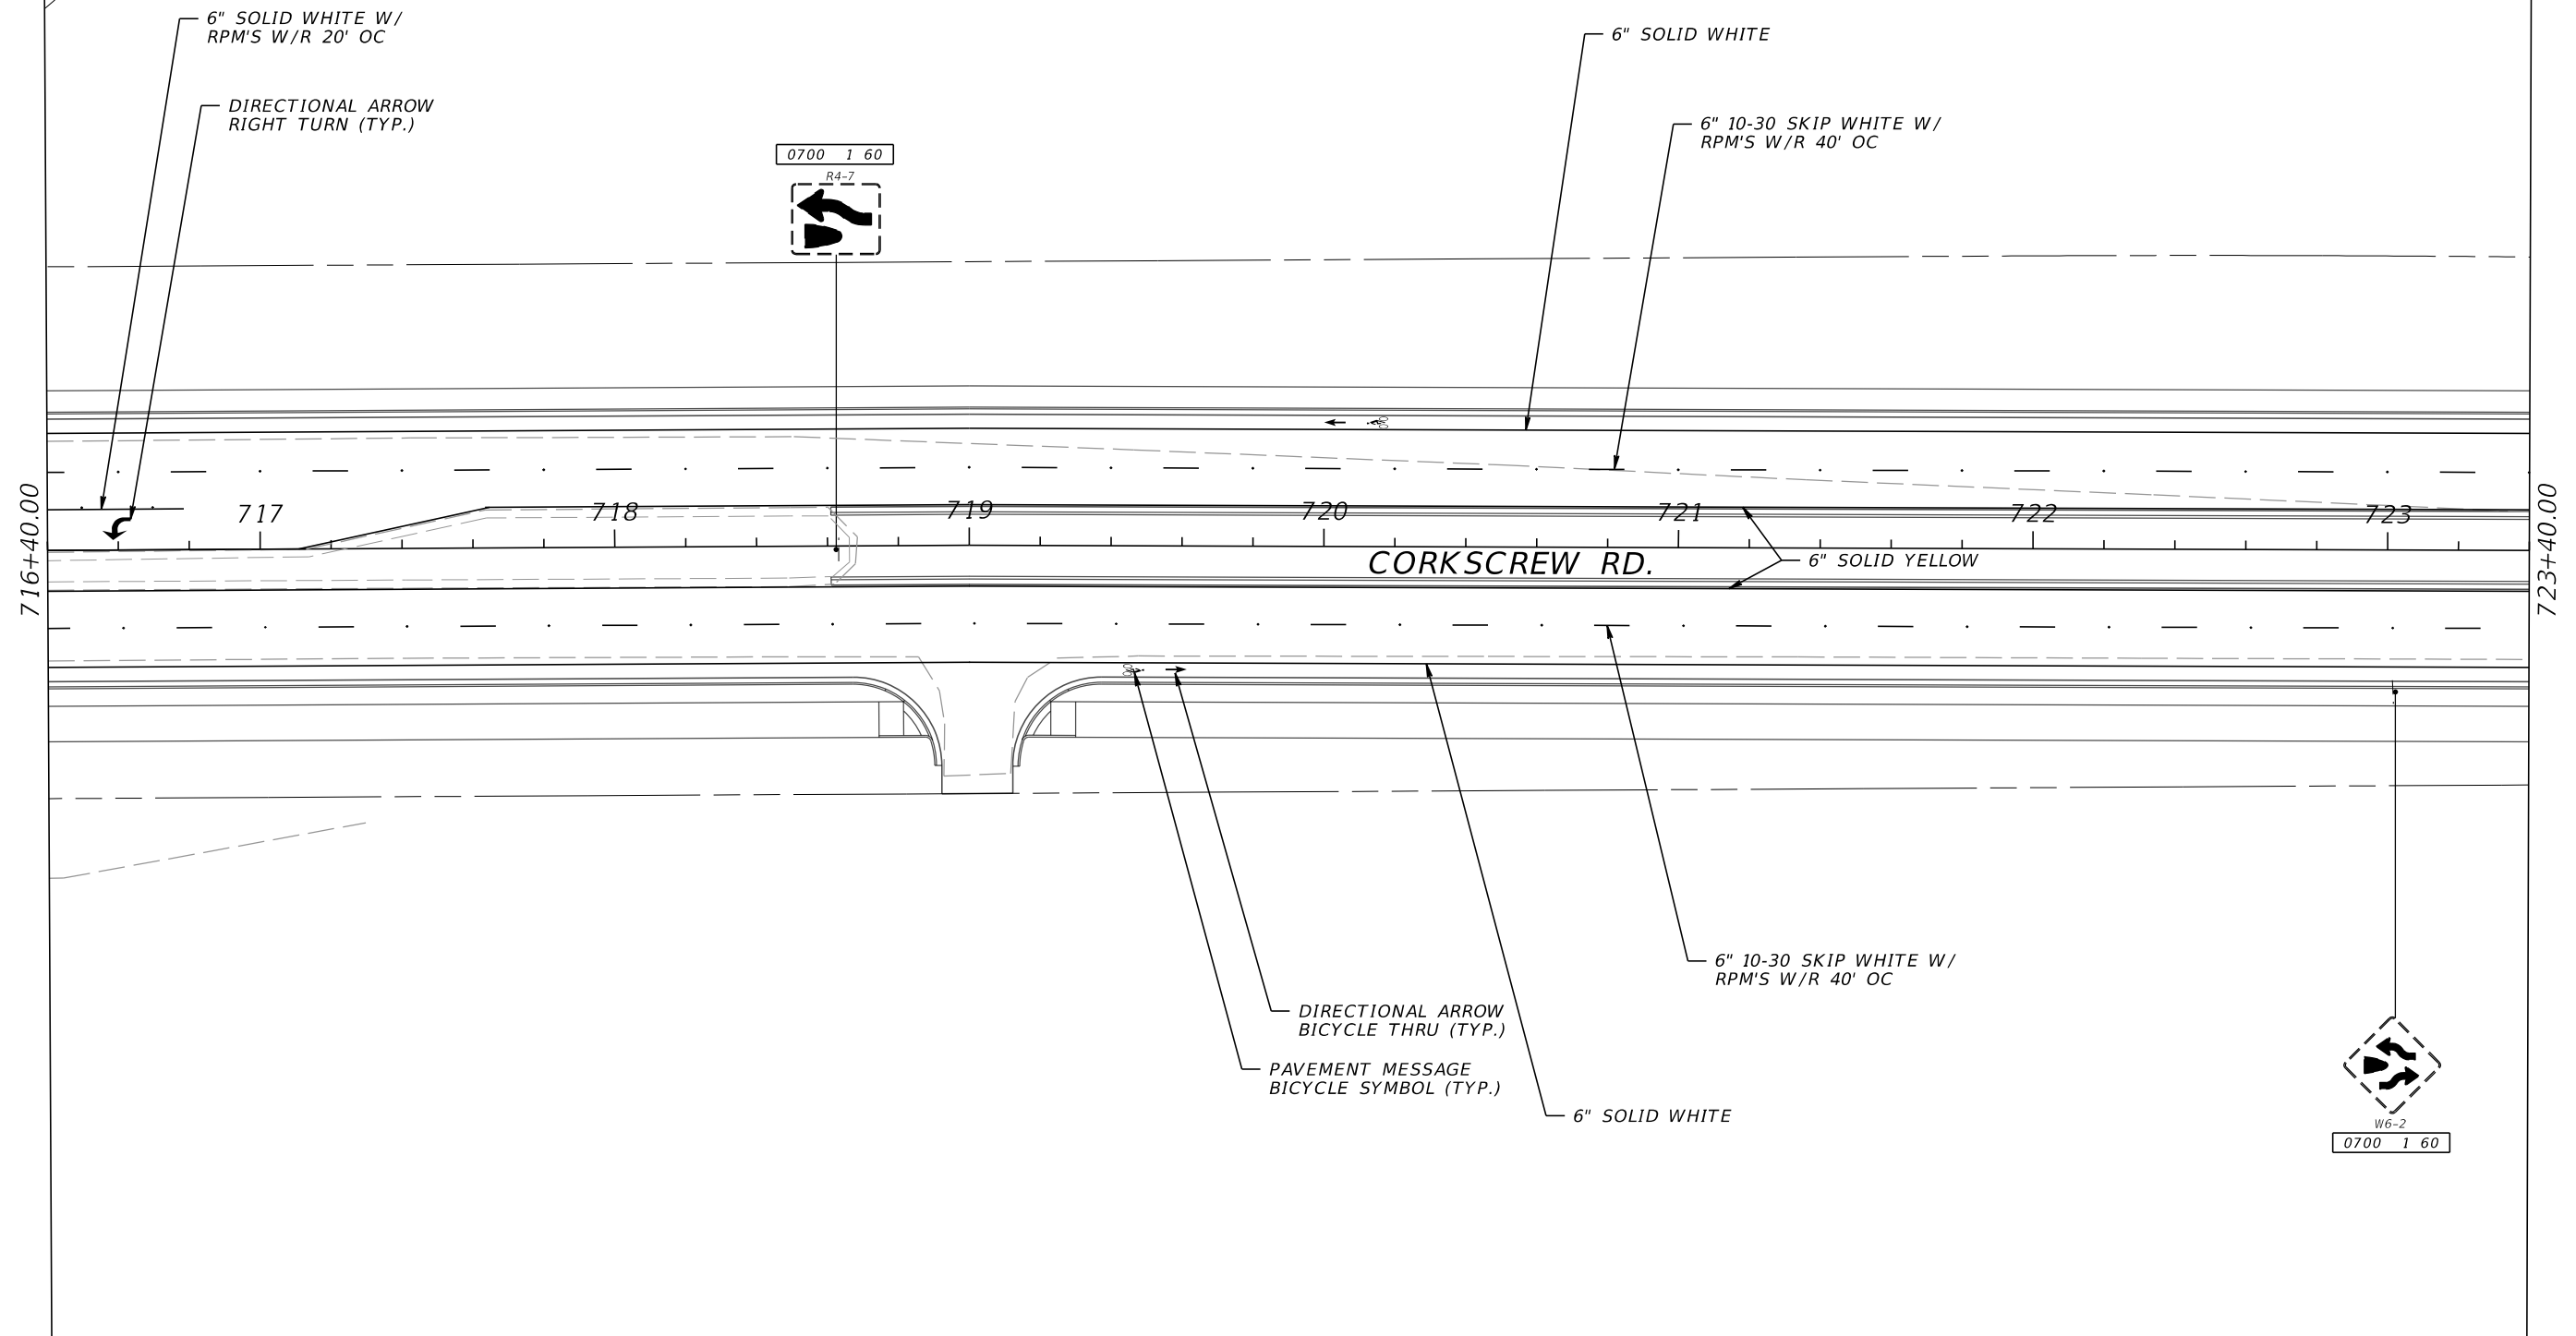 6" SOLID WHITE W/
RPM'S W/R 20' OC
DIRECTIONAL ARROW
RIGHT TURN (TYP.)
6" SOLID WHITE
6" 10-30 SKIP WHITE W/
RPM'S W/R 40' OC
0700 1 60
R4-7
716+40.00
717
718
719
720
721
722
723
723+40.00
CORKSCREW RD.
6" SOLID YELLOW
6" 10-30 SKIP WHITE W/
RPM'S W/R 40' OC
DIRECTIONAL ARROW
BICYCLE THRU (TYP.)
PAVEMENT MESSAGE
BICYCLE SYMBOL (TYP.)
6" SOLID WHITE
W6-2
0700 1 60